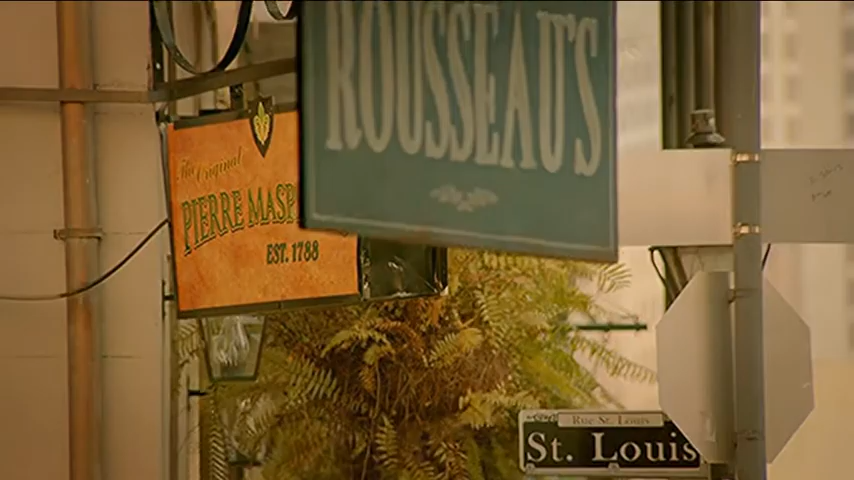 ROUSSEAU'S
The Original
PIERRE MASP
EST. 1788
Rue St. Louis
St. Louis